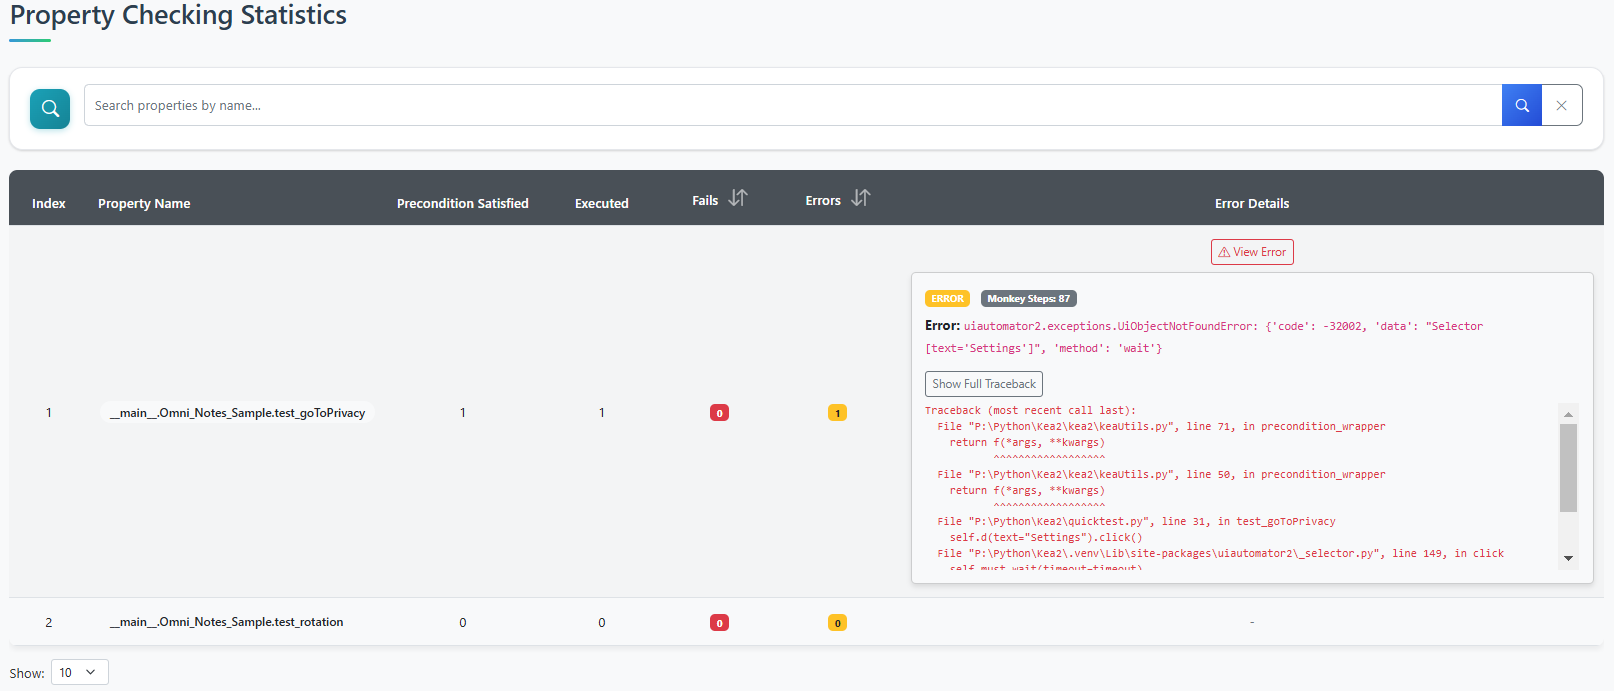 Property Checking Statistics
Search properties by name...
Index Property Name Precondition Satisfied Executed Fails Errors Error Details
View Error
ERROR Monkey Steps: 87
Error: uiautomator2.exceptions.UiObjectNotFoundError: {'code': -32002, 'data': "Selector
[text='Settings']", 'method': 'wait'}
Show Full Traceback
1 __main__.Omni_Notes_Sample.test_goToPrivacy 1 1 0 1
Traceback (most recent call last):
File "P:\Python\Kea2\kea2\keaUtils.py", line 71, in precondition_wrapper
return f(*args, **kwargs)
^^^^^^^^^^^^^^^^^^
File "P:\Python\Kea2\kea2\keaUtils.py", line 50, in precondition_wrapper
return f(*args, **kwargs)
^^^^^^^^^^^^^^^^^^
File "P:\Python\Kea2\quicktest.py", line 31, in test_goToPrivacy
self.d(text="Settings").click()
File "P:\Python\Kea2\.venv\Lib\site-packages\uiautomator2\_selector.py", line 149, in click
self.must_wait(timeout=timeout)
2 __main__.Omni_Notes_Sample.test_rotation 0 0 0 0 -
Show: 10